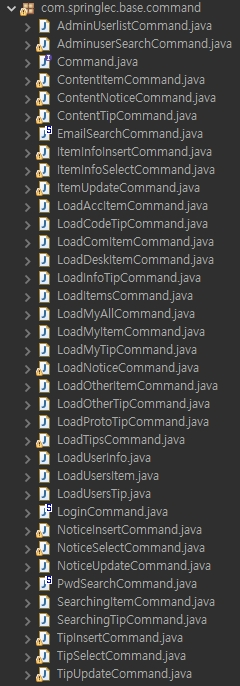 com.springlec.base.command
AdminUserlistCommand.java
AdminuserSearchCommand.java
Command.java
ContentItemCommand.java
ContentNoticeCommand.java
ContentTipCommand.java
EmailSearchCommand.java
ItemInfoInsertCommand.java
ItemInfoSelectCommand.java
ItemUpdateCommand.java
LoadAccItemCommand.java
LoadCodeTipCommand.java
LoadComItemCommand.java
LoadDeskItemCommand.java
LoadInfoTipCommand.java
LoadItemsCommand.java
LoadMyAllCommand.java
LoadMyItemCommand.java
LoadMyTipCommand.java
LoadNoticeCommand.java
LoadOtherItemCommand.java
LoadOtherTipCommand.java
LoadProtoTipCommand.java
LoadTipsCommand.java
LoadUserInfo.java
LoadUsersItem.java
LoadUsersTip.java
LoginCommand.java
NoticeInsertCommand.java
NoticeSelectCommand.java
NoticeUpdateCommand.java
PwdSearchCommand.java
SearchingItemCommand.java
SearchingTipCommand.java
TipInsertCommand.java
TipSelectCommand.java
TipUpdateCommand.java